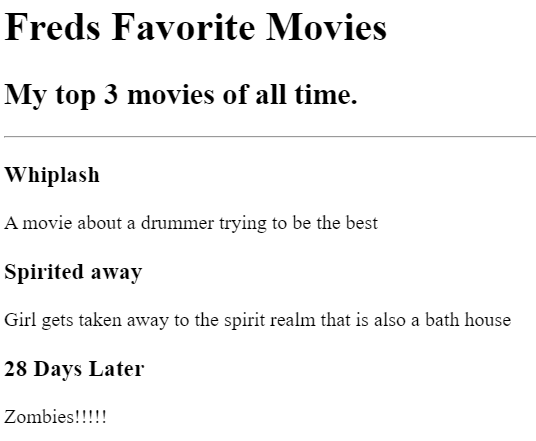 Freds Favorite Movies
My top 3 movies of all time.
Whiplash
A movie about a drummer trying to be the best
Spirited away
Girl gets taken away to the spirit realm that is also a bath house
28 Days Later
Zombies!!!!!